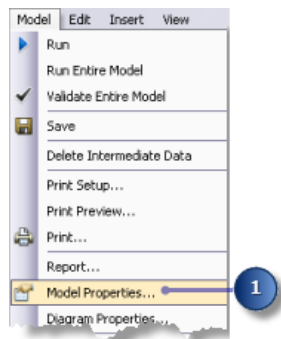 Model Edit Insert View
Run
Run Entire Model
Validate Entire Model
Save
Delete Intermediate Data
Print Setup...
Print Preview...
Print...
Report...
Model Properties...
1
Diagram Properties...